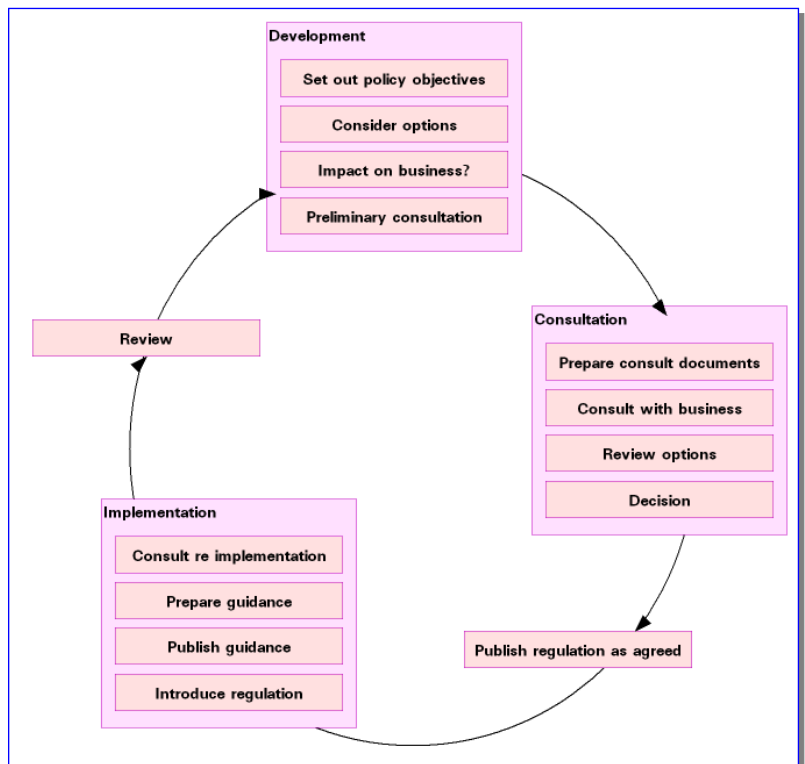 Development
Set out policy objectives
Consider options
Impact on business?
Preliminary consultation
Consultation
Prepare consult documents
Consult with business
Review options
Decision
Publish regulation as agreed
Implementation
Consult re implementation
Prepare guidance
Publish guidance
Introduce regulation
Review